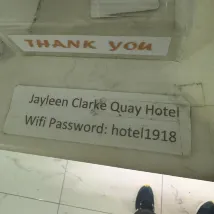 THANK YOU
Jayleen Clarke Quay Hotel
Wifi Password: hotel1918